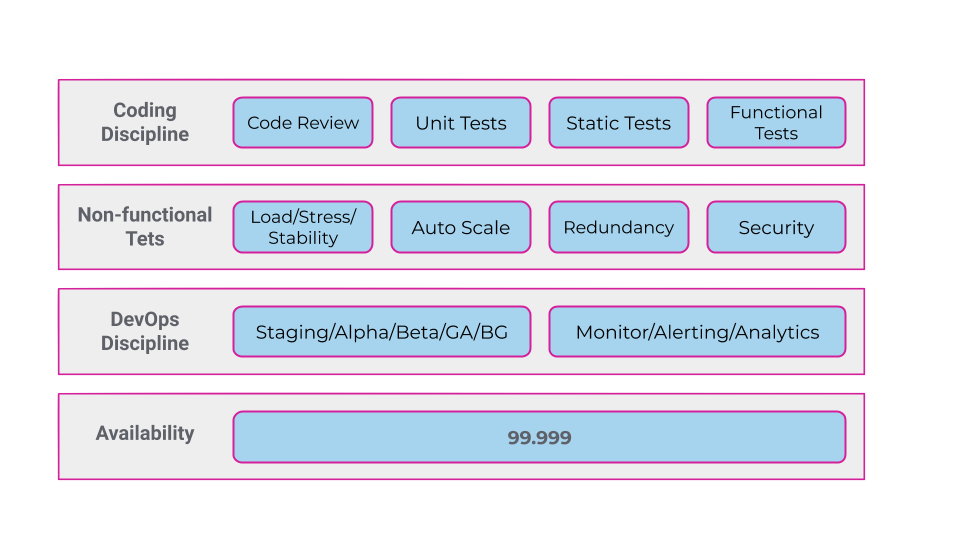 Coding
Discipline
Code Review
Unit Tests
Static Tests
Functional
Tests
Non-functional
Tets
Load/Stress/
Stability
Auto Scale
Redundancy
Security
DevOps
Discipline
Staging/Alpha/Beta/GA/BG
Monitor/Alerting/Analytics
Availability
99.999